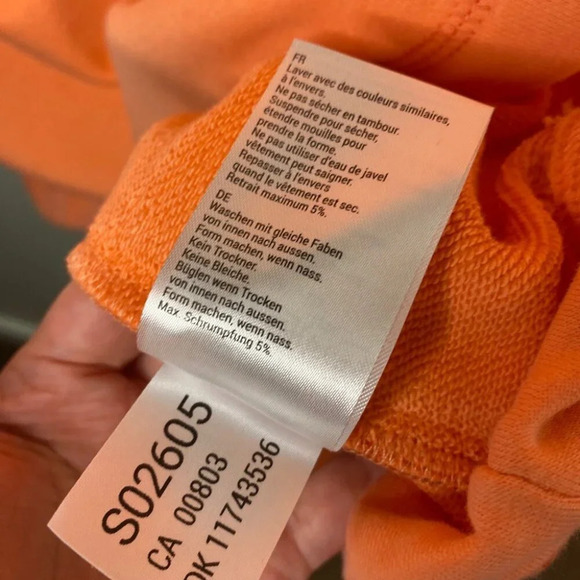 FR
Laver avec des couleurs similaires,
à l'envers.
Ne pas sécher en tambour.
Suspendre pour sécher,
étendre mouilles pour
prendre la forme.
Ne pas utiliser d'eau de javel
vêtement peut saigner.
Repasser à l'envers
quand le vêtement est sec.
Retrait maximum 5%.
DE
Waschen mit gleiche Faben
von innen nach aussen.
Form machen, wenn nass.
Kein Trockner.
Keine Bleiche.
Büglen wenn Trocken
von innen nach aussen.
Form machen, wenn nass.
Max. Schrumpfung 5%.
S02605
CA 00803
DK 11743536